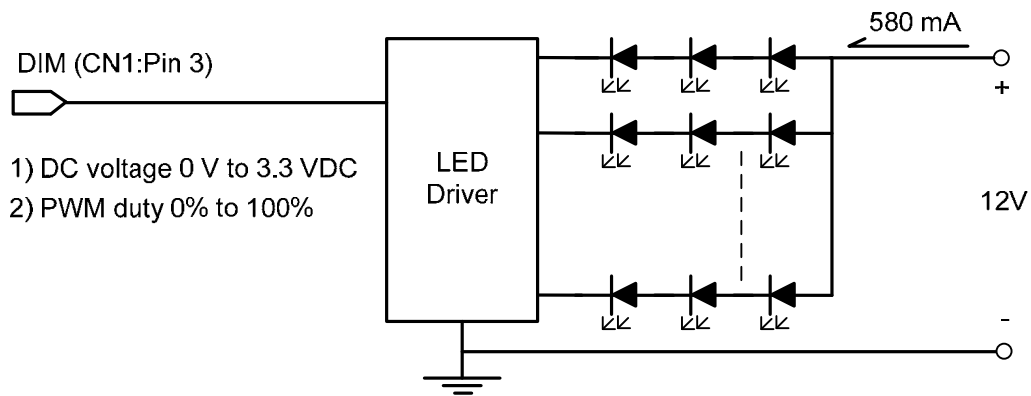 580 mA
DIM (CN1:Pin 3)
+
1) DC voltage 0 V to 3.3 VDC
2) PWM duty 0% to 100%
LED
Driver
12V
-